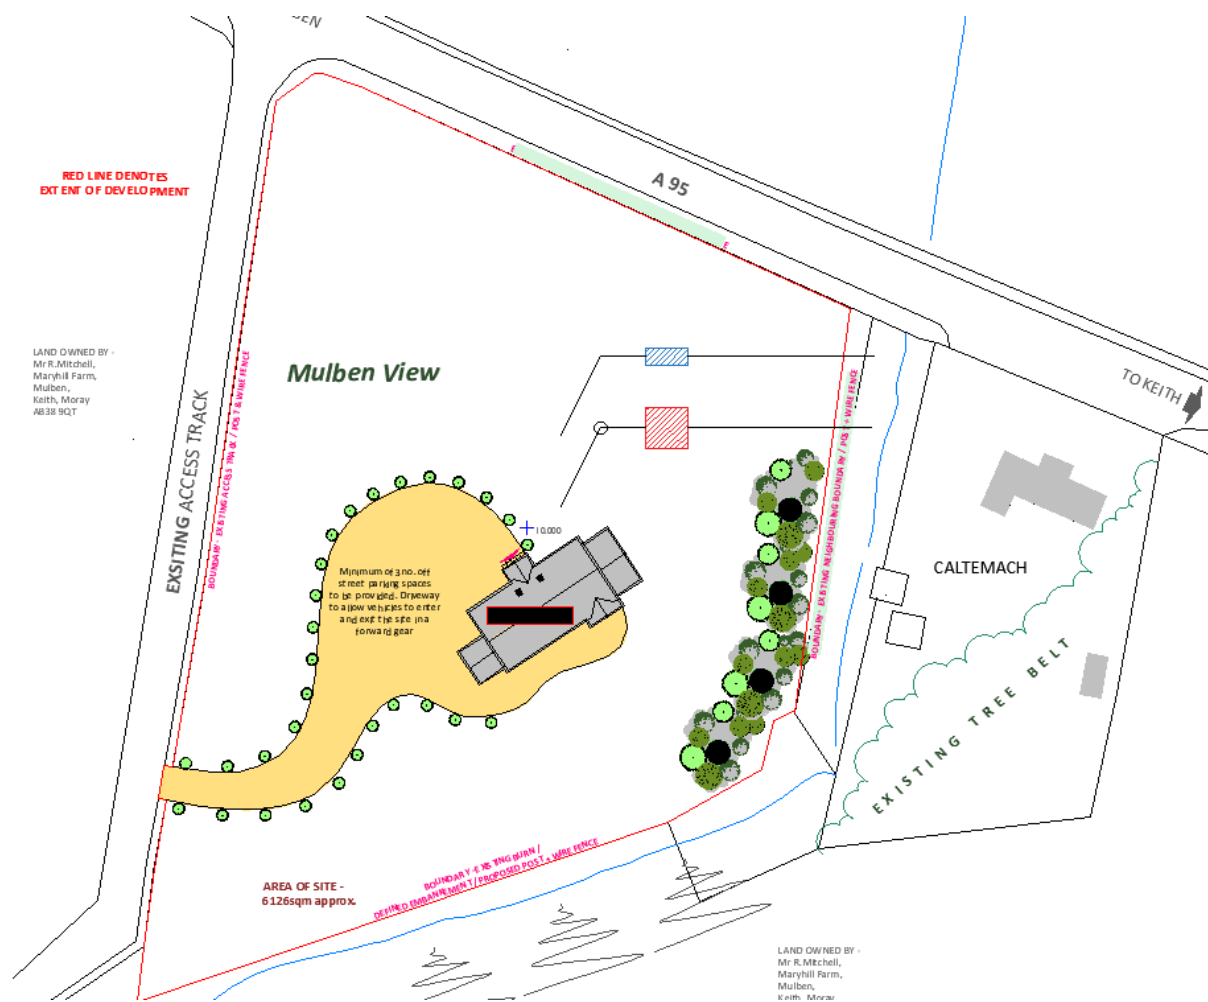 A 95
RED LINE DENOTES
EXTENT OF DEVELOPMENT
TO KEITH
LAND OWNED BY -
Mr R.Mitchell,
Maryhill Farm,
Mulben,
Keith, Moray
AB38 9QT
Mulben View
EXSITING ACCESS TRACK
BOUNDARY - EXISTING ACCESS TRACK / POST & WIRE FENCE
BOUNDARY - EXISTING NEIGHBOURING BOUNDARY / POST + WIRE FENCE
10.000
CALTEMACH
Minimum of 3 no. off
street parking spaces
to be provided. Driveway
to allow vehicles to enter
and exit the site in a
forward gear
EXISTING TREE BELT
BOUNDARY - EXISTING BURN /
DEFINED EMBANKMENT / PROPOSED POST + WIRE FENCE
AREA OF SITE -
6126sqm approx.
LAND OWNED BY -
Mr R.Mitchell,
Maryhill Farm,
Mulben,
Keith, Moray